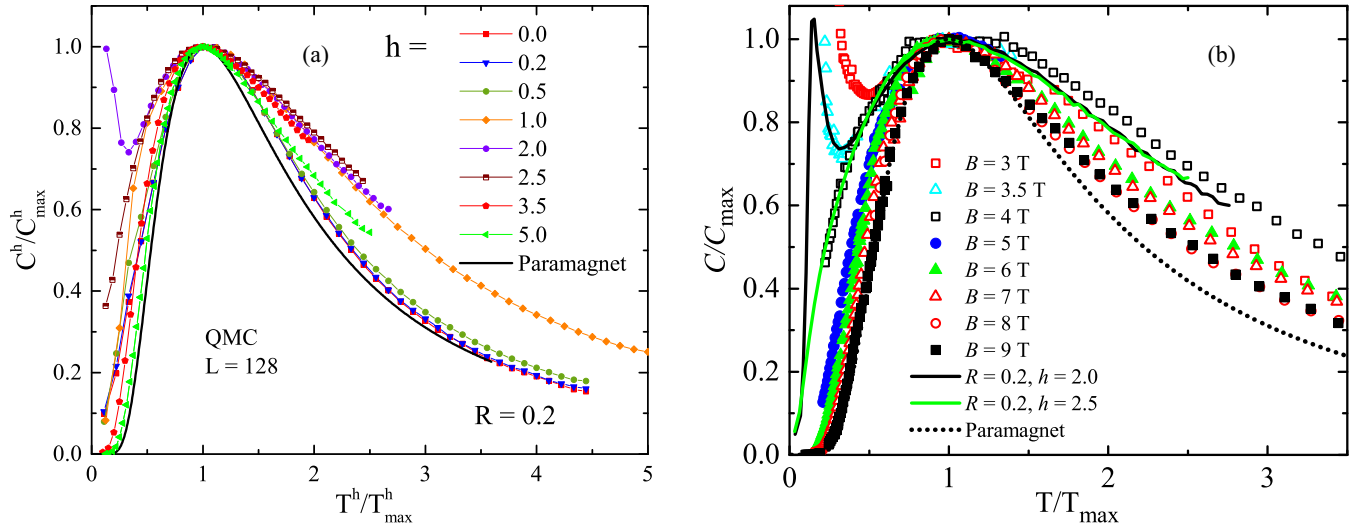 (a)
h =
0.0
0.2
0.5
1.0
2.0
2.5
3.5
5.0
Paramagnet
QMC
L = 128
R = 0.2
1.0
0.8
0.6
0.4
0.2
0.0
C^h/C^h_max
0 1 2 3 4 5
T^h/T^h_max
(b)
B = 3 T
B = 3.5 T
B = 4 T
B = 5 T
B = 6 T
B = 7 T
B = 8 T
B = 9 T
R = 0.2, h = 2.0
R = 0.2, h = 2.5
Paramagnet
1.0
0.8
0.6
0.4
0.2
0.0
C/C_max
0 1 2 3
T/T_max